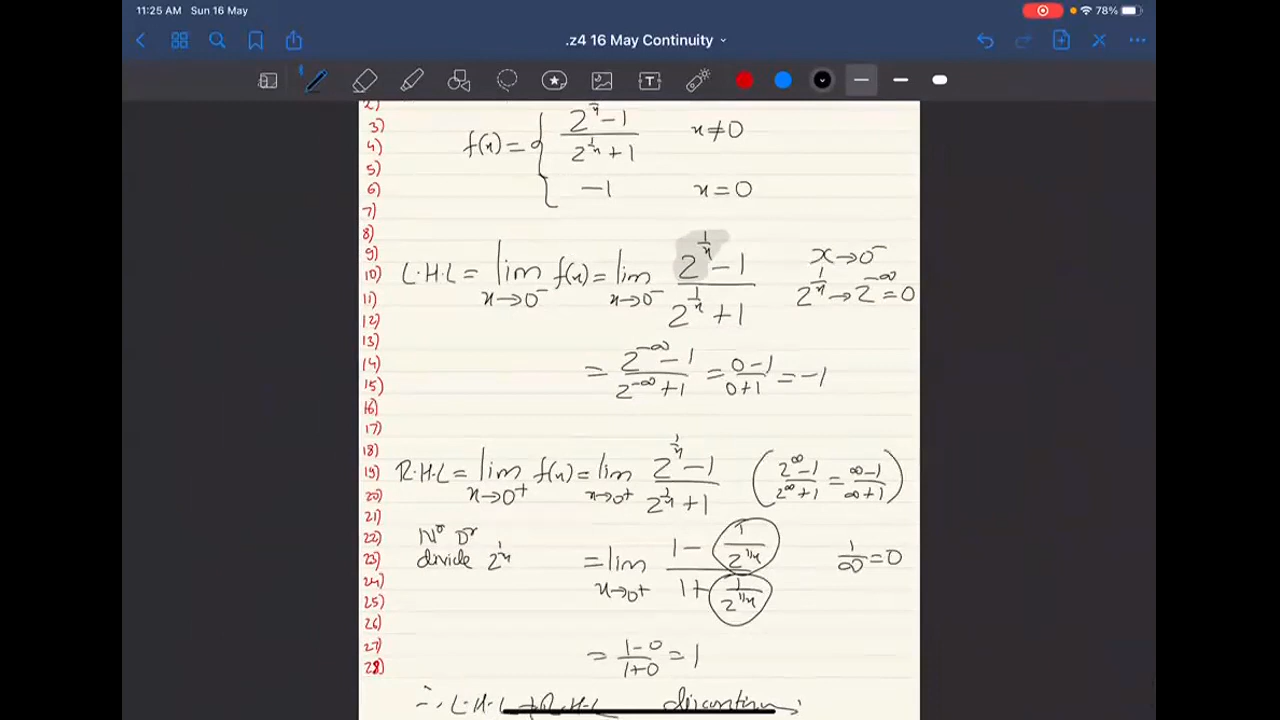 11:25 AM Sun 16 May 78%
.z4 16 May Continuity
2)
3) f(x) = { (2^(1/x) − 1)/(2^(1/x) + 1) x ≠ 0
4)
5)
6) −1 x = 0
7)
8)
9) x → 0⁻
10) L.H.L = lim x→0⁻ f(x) = lim x→0⁻ (2^(1/x) − 1)/(2^(1/x) + 1)
11) 2^(1/x) → 2^(−∞) = 0
12)
13)
14) = (2^(−∞) − 1)/(2^(−∞) + 1) = (0 − 1)/(0 + 1) = −1
15)
16)
17)
18)
19) R.H.L = lim x→0⁺ f(x) = lim x→0⁺ (2^(1/x) − 1)/(2^(1/x) + 1) ((2^∞ − 1)/(2^∞ + 1) = (∞ − 1)/(∞ + 1))
20)
21)
22) Nʳ Dʳ
23) divide 2^(1/x) = lim x→0⁺ (1 − 1/2^(1/x))/(1 + 1/2^(1/x)) 1/∞ = 0
24)
25)
26)
27) = (1 − 0)/(1 + 0) = 1
28)
∴ L.H.L ≠ R.H.L